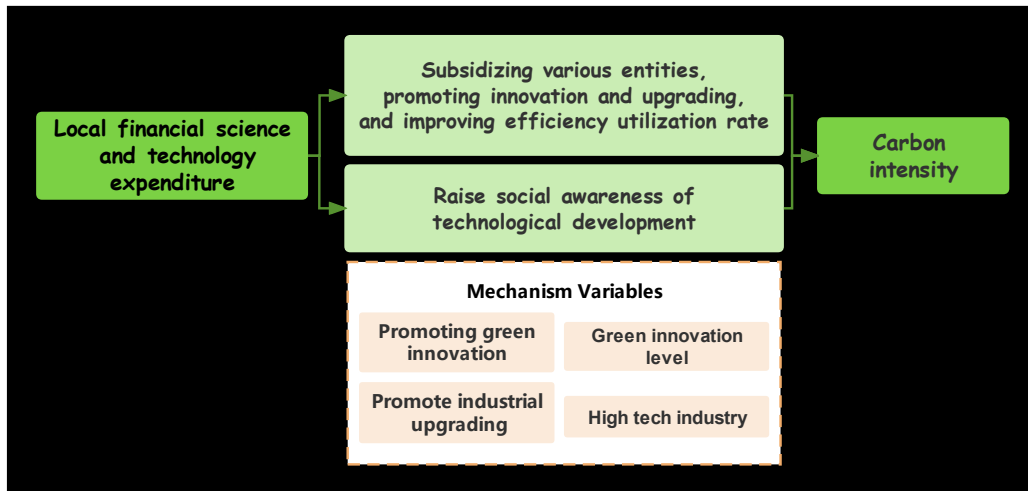 Local financial science
and technology
expenditure
Subsidizing various entities,
promoting innovation and upgrading,
and improving efficiency utilization rate
Raise social awareness of
technological development
Carbon
intensity
Mechanism Variables
Promoting green
innovation
Green innovation
level
Promote industrial
upgrading
High tech industry